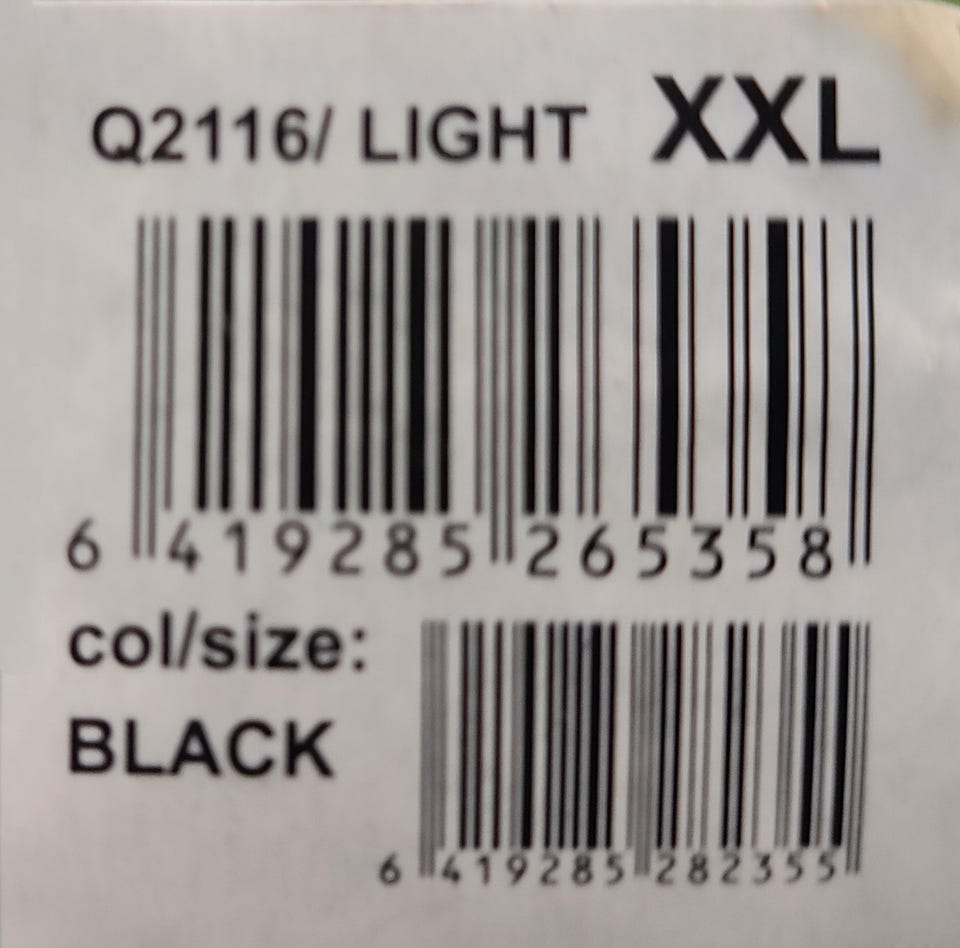 Q2116/ LIGHT XXL
6 419285 265358
col/size:
BLACK
6 419285 282355